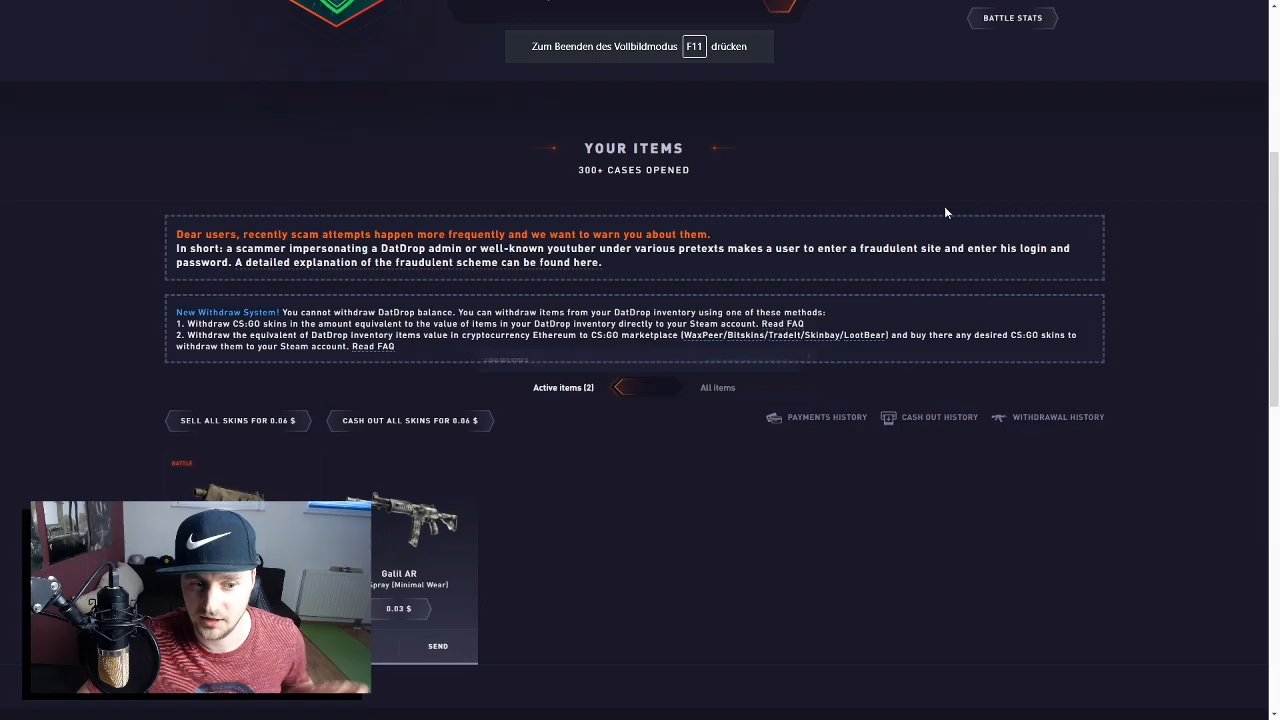 BATTLE STATS
Zum Beenden des Vollbildmodus F11 drücken
YOUR ITEMS
300+ CASES OPENED
Dear users, recently scam attempts happen more frequently and we want to warn you about them.
In short: a scammer impersonating a DatDrop admin or well-known youtuber under various pretexts makes a user to enter a fraudulent site and enter his login and
password. A detailed explanation of the fraudulent scheme can be found here.
New Withdraw System! You cannot withdraw DatDrop balance. You can withdraw items from your DatDrop inventory using one of these methods:
1. Withdraw CS:GO skins in the amount equivalent to the value of items in your DatDrop inventory directly to your Steam account. Read FAQ
2. Withdraw the equivalent of DatDrop inventory items value in cryptocurrency Ethereum to CS:GO marketplace (WaxPeer/Bitskins/TradeIt/Skinbay/LootBear) and buy there any desired CS:GO skins to
withdraw them to your Steam account. Read FAQ
Active items (2) All items
SELL ALL SKINS FOR 0.06 $ CASH OUT ALL SKINS FOR 0.06 $ PAYMENTS HISTORY CASH OUT HISTORY WITHDRAWAL HISTORY
BATTLE
Galil AR
Spray (Minimal Wear)
0.03 $
SEND